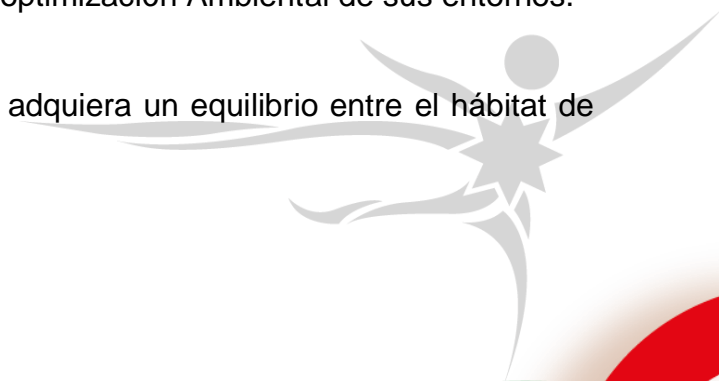 optimización Ambiental de sus entornos.
adquiera un equilibrio entre el hábitat de